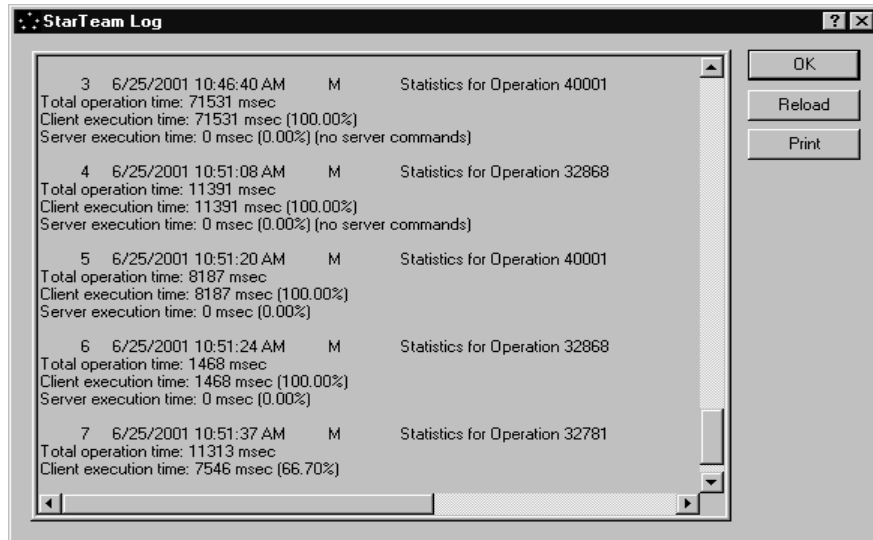 StarTeam Log
3 6/25/2001 10:46:40 AM M Statistics for Operation 40001
Total operation time: 71531 msec
Client execution time: 71531 msec (100.00%)
Server execution time: 0 msec (0.00%) (no server commands)
4 6/25/2001 10:51:08 AM M Statistics for Operation 32868
Total operation time: 11391 msec
Client execution time: 11391 msec (100.00%)
Server execution time: 0 msec (0.00%) (no server commands)
5 6/25/2001 10:51:20 AM M Statistics for Operation 40001
Total operation time: 8187 msec
Client execution time: 8187 msec (100.00%)
Server execution time: 0 msec (0.00%)
6 6/25/2001 10:51:24 AM M Statistics for Operation 32868
Total operation time: 1468 msec
Client execution time: 1468 msec (100.00%)
Server execution time: 0 msec (0.00%)
7 6/25/2001 10:51:37 AM M Statistics for Operation 32781
Total operation time: 11313 msec
Client execution time: 7546 msec (66.70%)
OK
Reload
Print